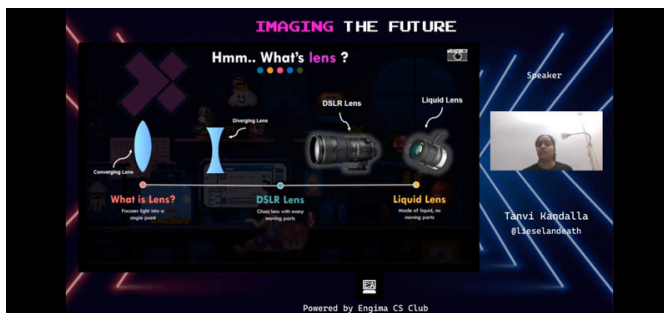 IMAGING THE FUTURE
Hmm.. What's lens ?
Speaker
DSLR Lens
Liquid Lens
Diverging Lens
Converging Lens
What is Lens?
Focuses light into a
single point
DSLR Lens
Glass lens with many
moving parts
Liquid Lens
Made of liquid, no
moving parts
Tanvi Kandalla
@lieselandeath
CA
Powered by Engima CS Club